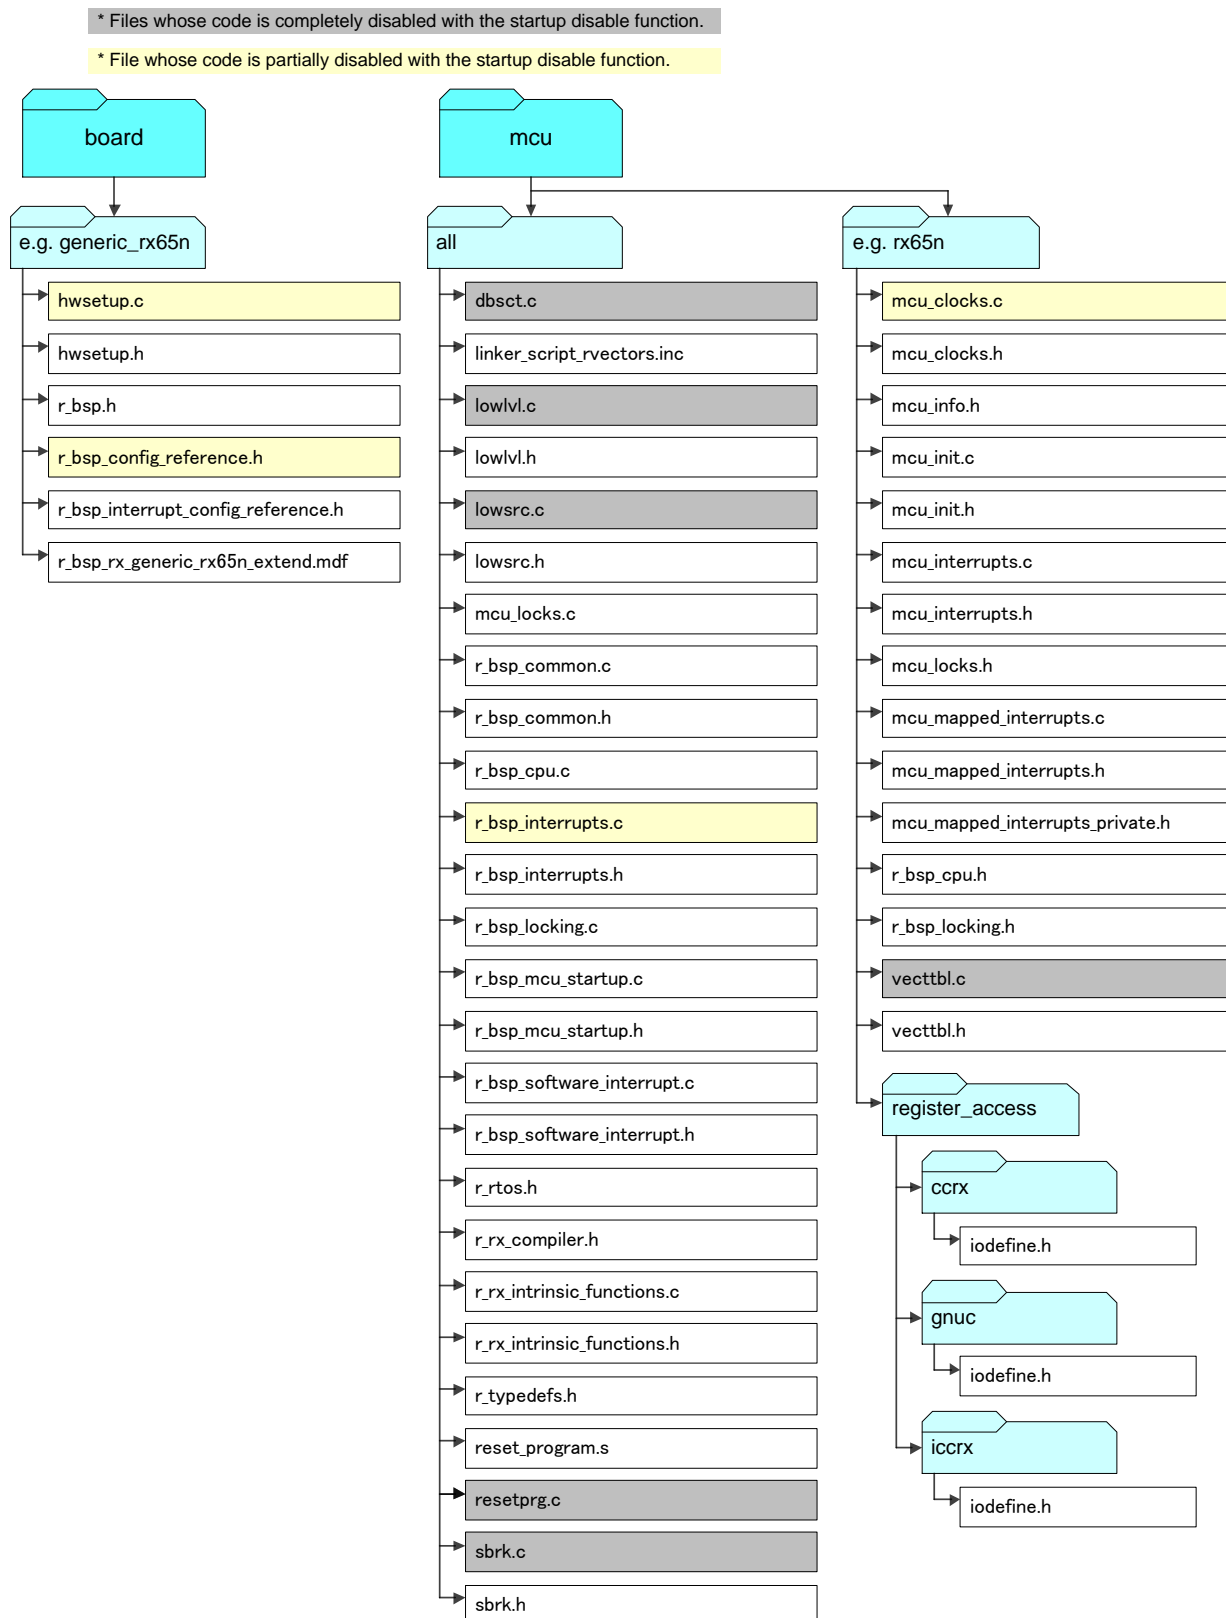 * Files whose code is completely disabled with the startup disable function.
* File whose code is partially disabled with the startup disable function.
board
e.g. generic_rx65n
hwsetup.c
hwsetup.h
r_bsp.h
r_bsp_config_reference.h
r_bsp_interrupt_config_reference.h
r_bsp_rx_generic_rx65n_extend.mdf
mcu
all
dbsct.c
linker_script_rvectors.inc
lowlvl.c
lowlvl.h
lowsrc.c
lowsrc.h
mcu_locks.c
r_bsp_common.c
r_bsp_common.h
r_bsp_cpu.c
r_bsp_interrupts.c
r_bsp_interrupts.h
r_bsp_locking.c
r_bsp_mcu_startup.c
r_bsp_mcu_startup.h
r_bsp_software_interrupt.c
r_bsp_software_interrupt.h
r_rtos.h
r_rx_compiler.h
r_rx_intrinsic_functions.c
r_rx_intrinsic_functions.h
r_typedefs.h
reset_program.s
resetprg.c
sbrk.c
sbrk.h
e.g. rx65n
mcu_clocks.c
mcu_clocks.h
mcu_info.h
mcu_init.c
mcu_init.h
mcu_interrupts.c
mcu_interrupts.h
mcu_locks.h
mcu_mapped_interrupts.c
mcu_mapped_interrupts.h
mcu_mapped_interrupts_private.h
r_bsp_cpu.h
r_bsp_locking.h
vecttbl.c
vecttbl.h
register_access
ccrx
iodefine.h
gnuc
iodefine.h
iccrx
iodefine.h